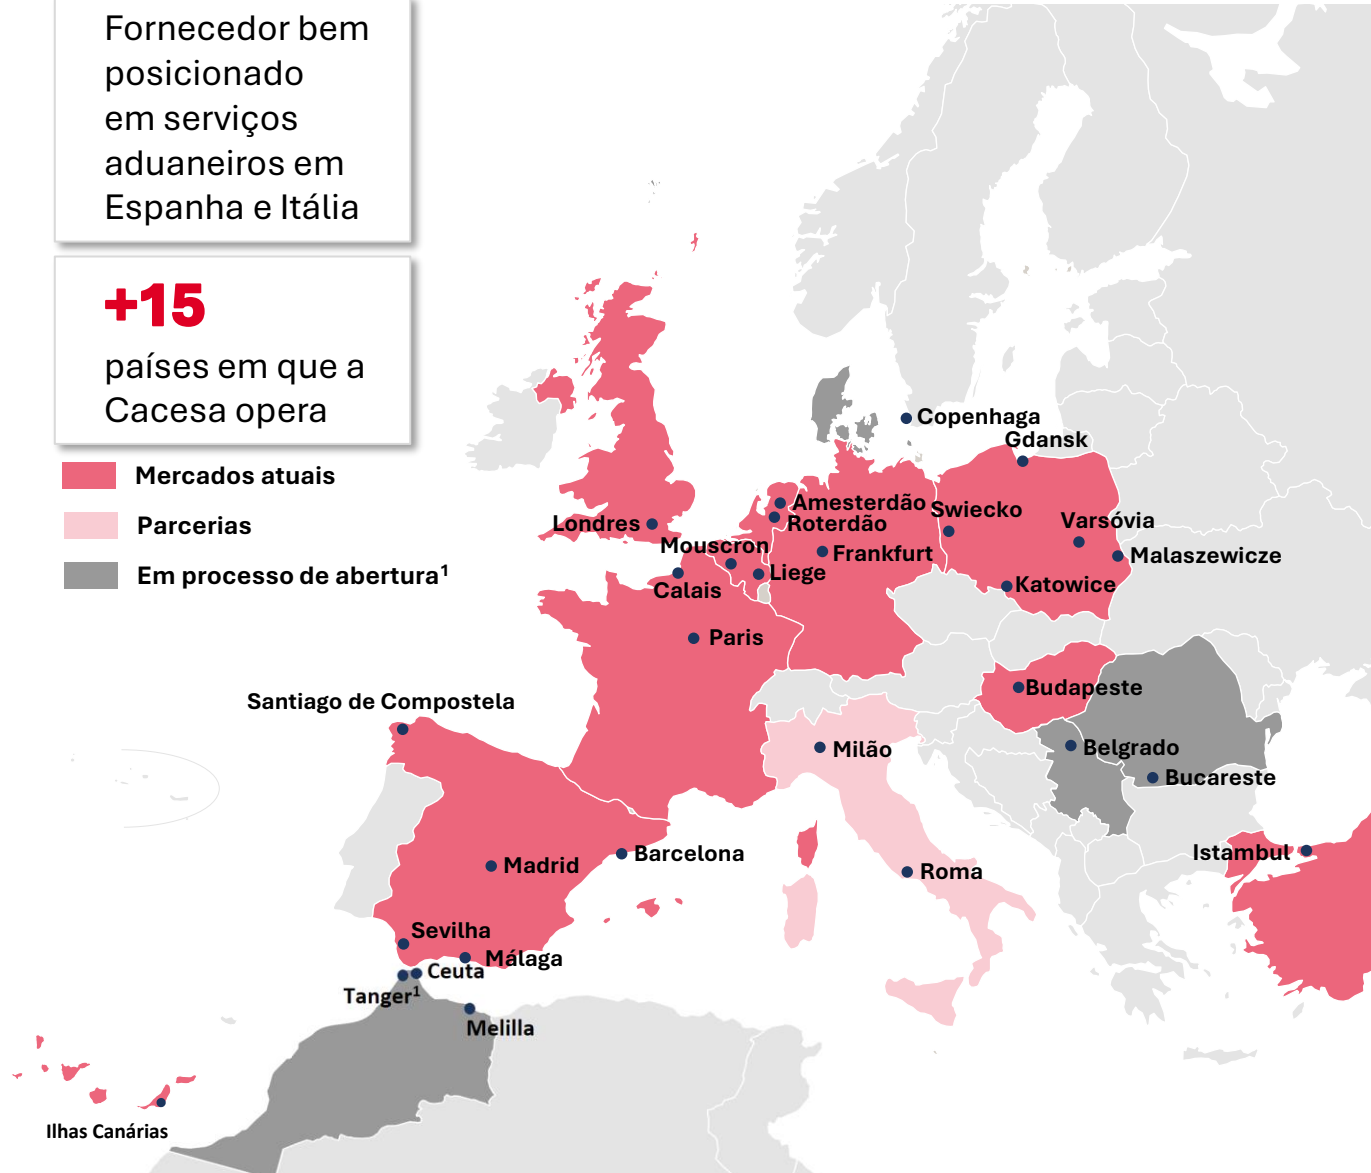 Fornecedor bem
posicionado
em serviços
aduaneiros em
Espanha e Itália
+15
países em que a
Cacesa opera
Mercados atuais
Parcerias
Em processo de abertura¹
Copenhaga
Gdansk
Amesterdão
Swiecko
Roterdão
Londres
Varsóvia
Mouscron
Frankfurt
Malaszewicze
Liege
Calais
Katowice
Paris
Budapeste
Santiago de Compostela
Milão
Belgrado
Bucareste
Istambul
Barcelona
Madrid
Roma
Sevilha
Málaga
Ceuta
Tanger¹
Melilla
Ilhas Canárias